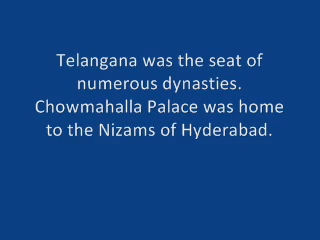 Telangana was the seat of
numerous dynasties.
Chowmahalla Palace was home
to the Nizams of Hyderabad.